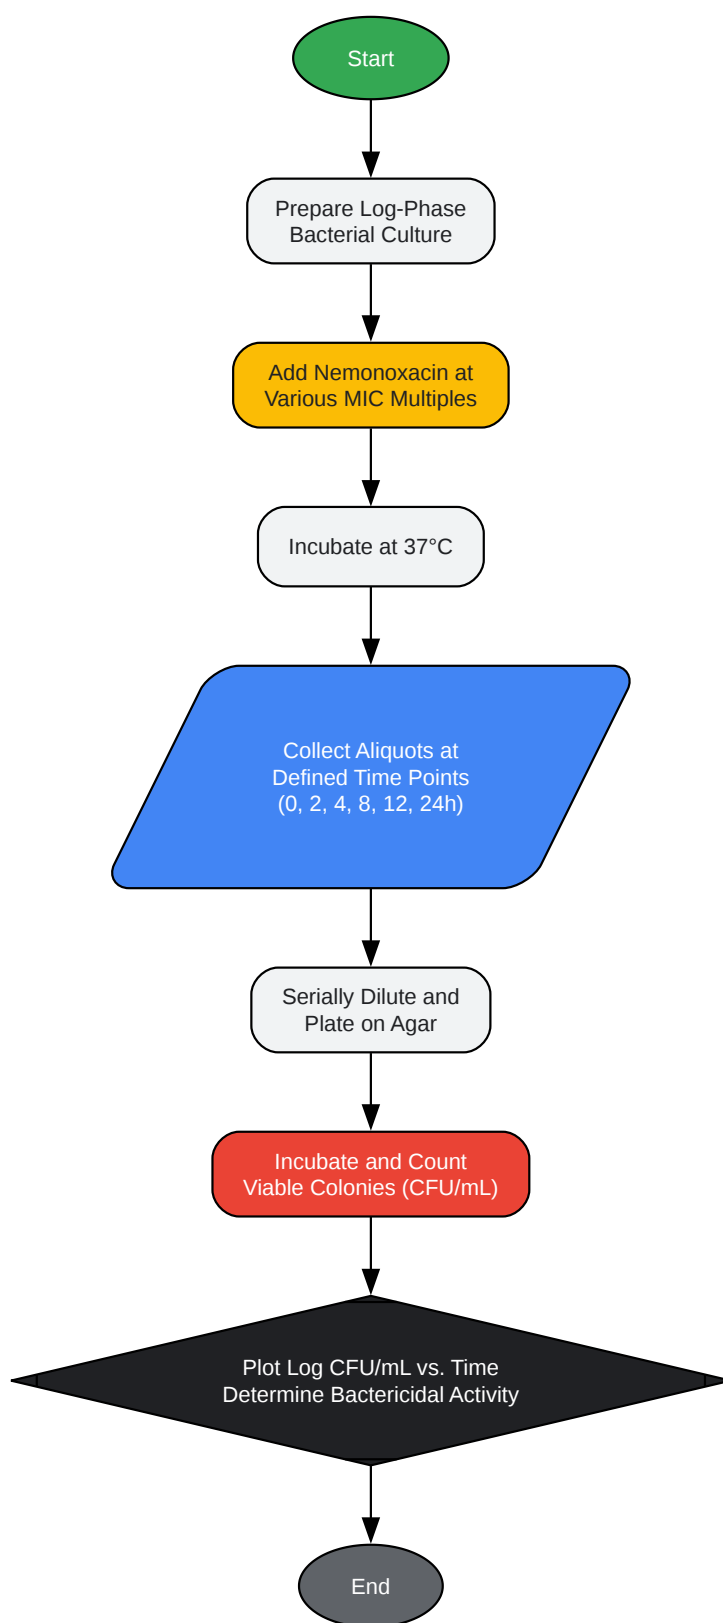 Start
Prepare Log-Phase
Bacterial Culture
Add Nemonoxacin at
Various MIC Multiples
Incubate at 37°C
Collect Aliquots at
Defined Time Points
(0, 2, 4, 8, 12, 24h)
Serially Dilute and
Plate on Agar
Incubate and Count
Viable Colonies (CFU/mL)
Plot Log CFU/mL vs. Time
Determine Bactericidal Activity
End